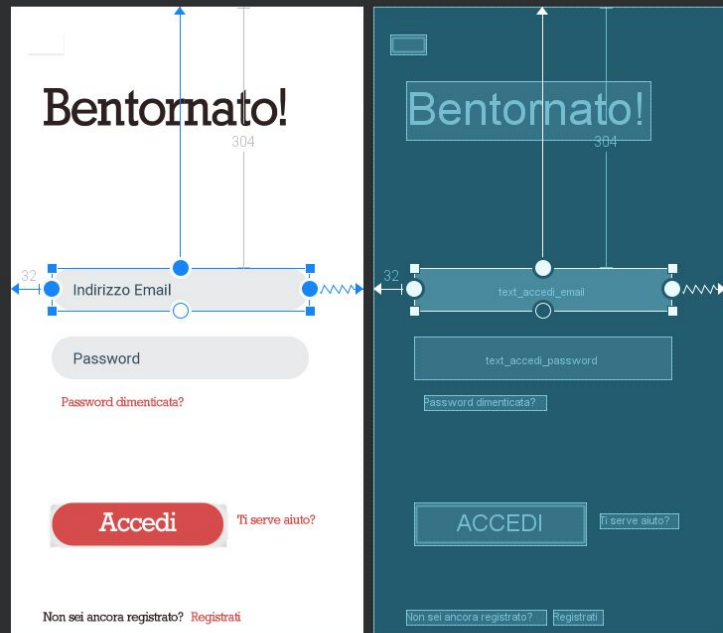 Bentornato!
304
32
Indirizzo Email
Password
Password dimenticata?
Accedi
Ti serve aiuto?
Non sei ancora registrato? Registrati
Bentornato!
304
32
text_accedi_email
text_accedi_password
Password dimenticata?
ACCEDI
Ti serve aiuto?
Non sei ancora registrato? Registrati